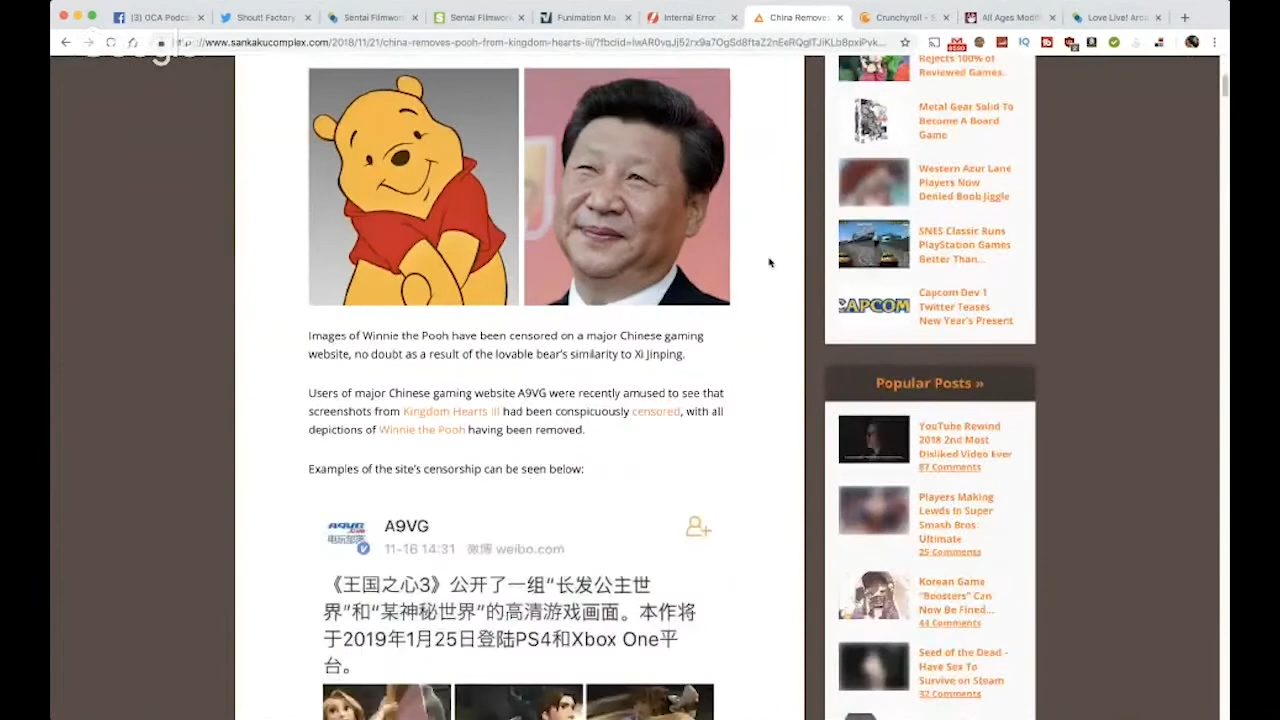 (3) OCA Podca
Shout! Factory
Sentai Filmwor
Sentai Filmwor
Funimation Ma
Internal Error
China Remove
Crunchyroll - E
All Ages Modif
Love Live! Arca
https://www.sankakucomplex.com/2018/11/21/china-removes-pooh-from-kingdom-hearts-iii/
Images of Winnie the Pooh have been censored on a major Chinese gaming
website, no doubt as a result of the lovable bear's similarity to Xi Jinping.
Users of major Chinese gaming website A9VG were recently amused to see that
screenshots from Kingdom Hearts III had been conspicuously censored, with all
depictions of Winnie the Pooh having been removed.
Examples of the site's censorship can be seen below:
A9VG
11-16 14:31 微博 weibo.com
《王国之心3》公开了一组“长发公主世
界”和“某神秘世界”的高清游戏画面。本作将
于2019年1月25日登陆PS4和Xbox One平
台。
Rejects 100% of
Reviewed Games.
Metal Gear Solid To
Become A Board
Game
Western Azur Lane
Players Now
Denied Boob Jiggle
SNES Classic Runs
PlayStation Games
Better Than...
CAPCOM
Capcom Dev 1
Twitter Teases
New Year's Present
Popular Posts »
YouTube Rewind
2018 2nd Most
Disliked Video Ever
87 Comments
Players Making
Lewds In Super
Smash Bros.
Ultimate
25 Comments
Korean Game
"Boosters" Can
Now Be Fined...
44 Comments
Seed of the Dead –
Have Sex To
Survive on Steam
32 Comments